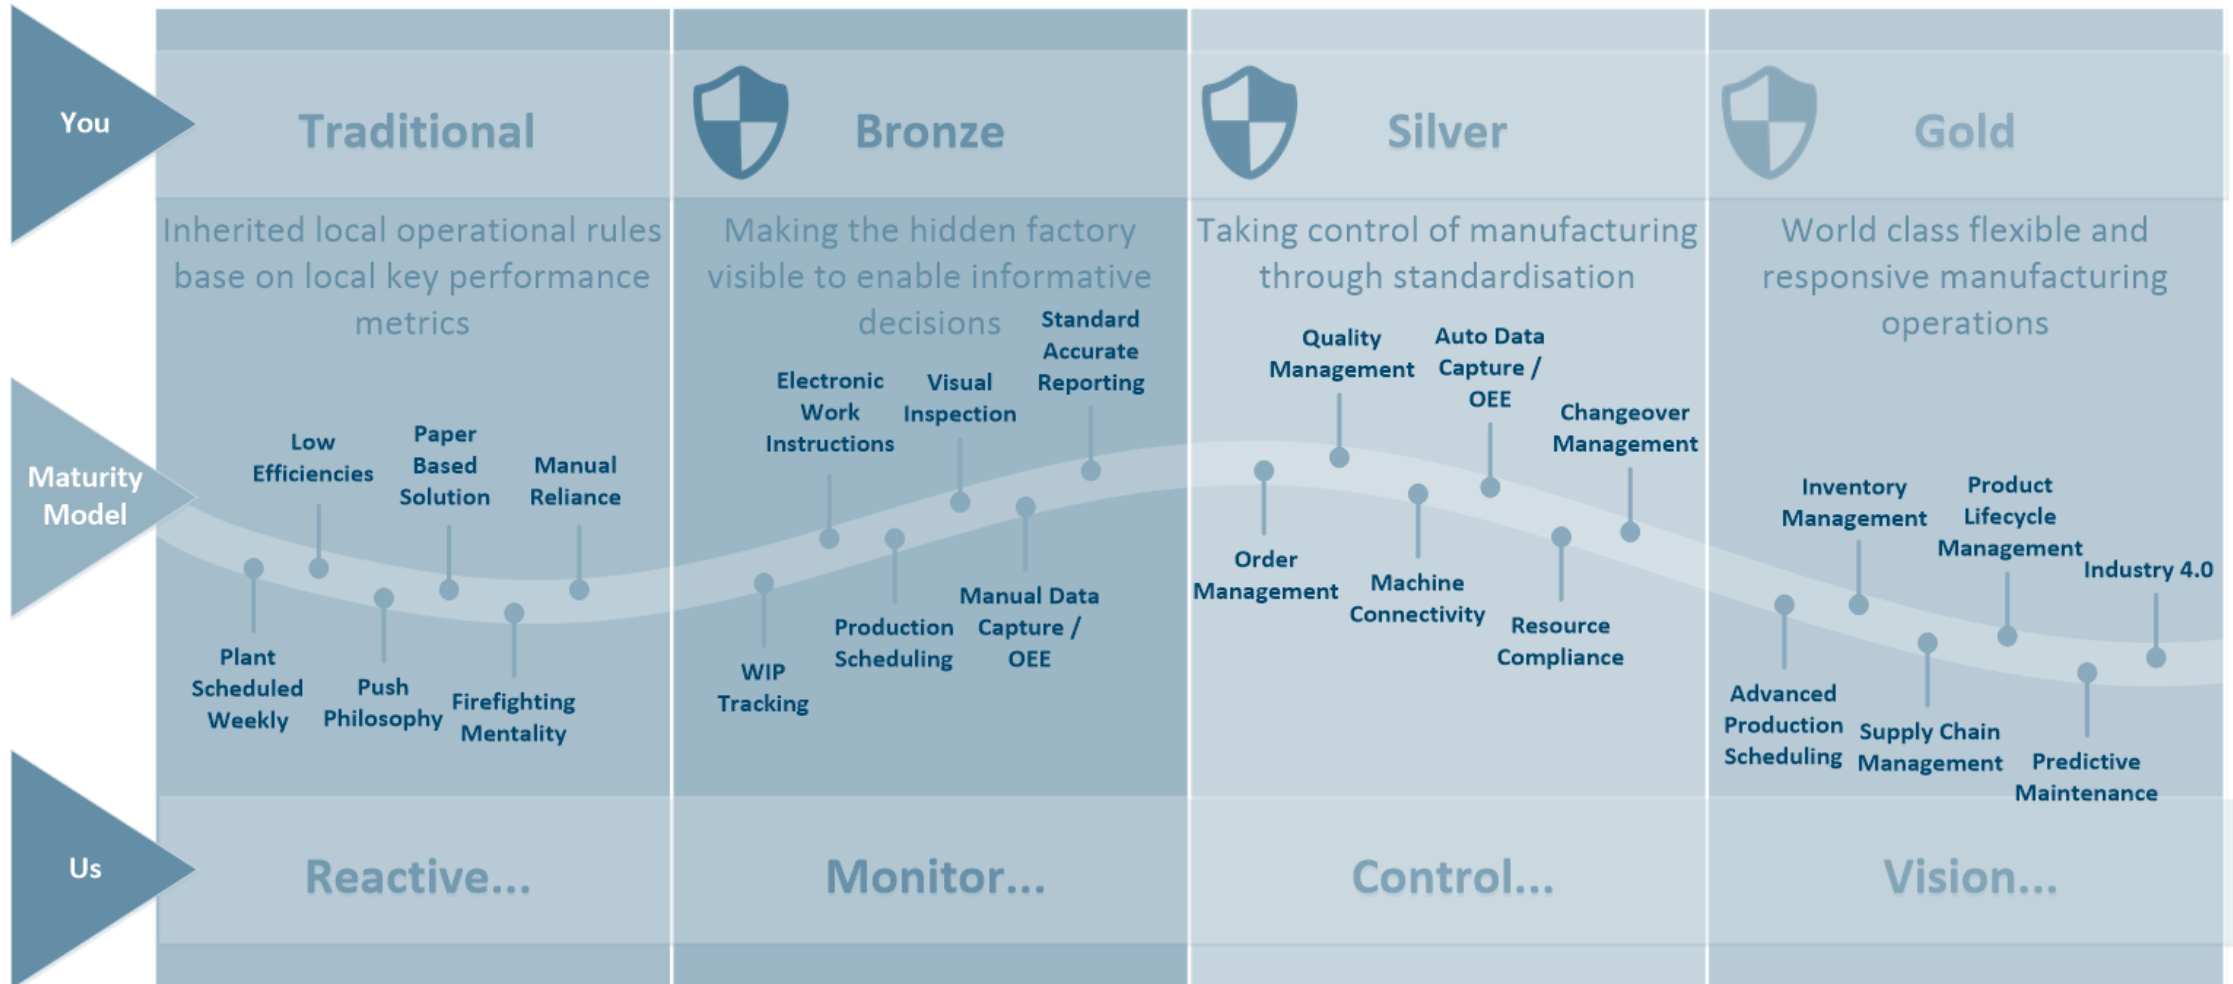 You
Traditional
Bronze
Silver
Gold
Inherited local operational rules
base on local key performance
metrics
Making the hidden factory
visible to enable informative
decisions
Taking control of manufacturing
through standardisation
World class flexible and
responsive manufacturing
operations
Maturity
Model
Plant
Scheduled
Weekly
Low
Efficiencies
Push
Philosophy
Paper
Based
Solution
Firefighting
Mentality
Manual
Reliance
WIP
Tracking
Electronic
Work
Instructions
Production
Scheduling
Visual
Inspection
Manual Data
Capture /
OEE
Standard
Accurate
Reporting
Order
Management
Quality
Management
Machine
Connectivity
Auto Data
Capture /
OEE
Resource
Compliance
Changeover
Management
Advanced
Production
Scheduling
Inventory
Management
Supply Chain
Management
Product
Lifecycle
Management
Predictive
Maintenance
Industry 4.0
Us
Reactive...
Monitor...
Control...
Vision...